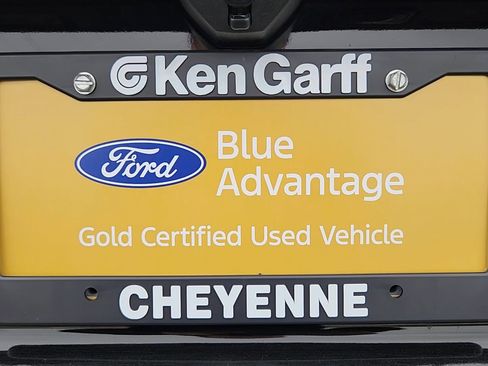 Ken Garff
Ford
Blue
Advantage
Gold Certified Used Vehicle
CHEYENNE